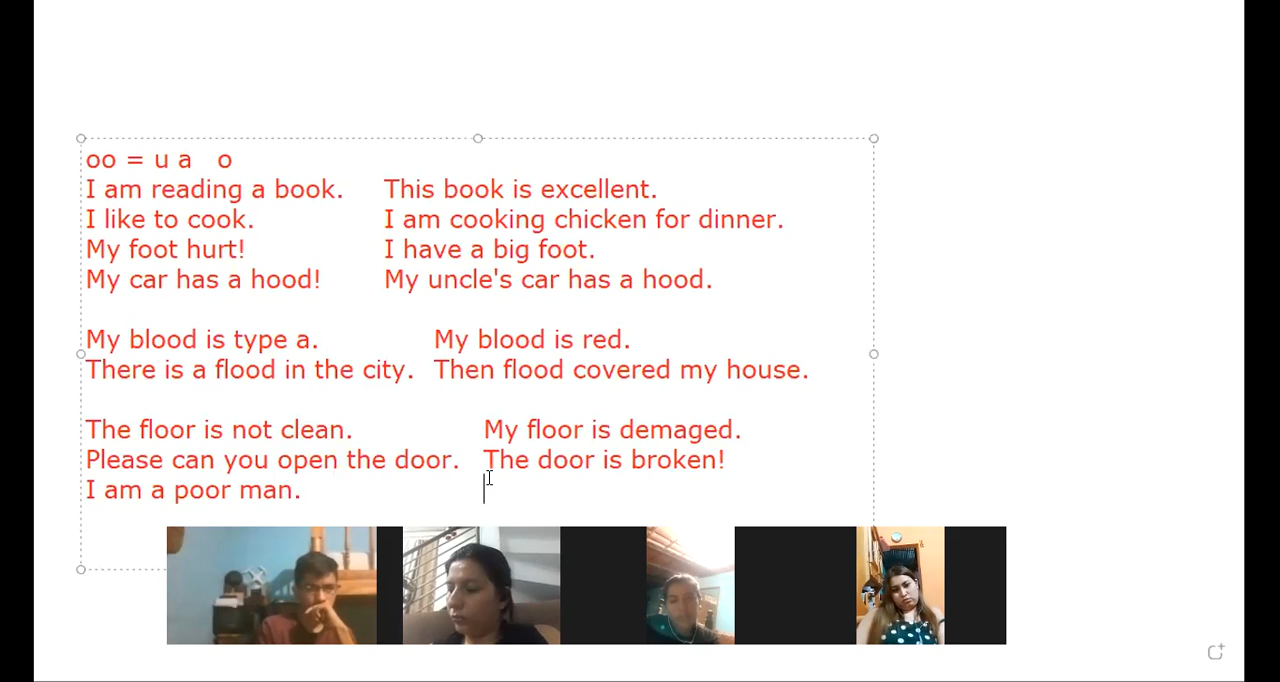 oo = u a o
I am reading a book. This book is excellent.
I like to cook. I am cooking chicken for dinner.
My foot hurt! I have a big foot.
My car has a hood! My uncle's car has a hood.
My blood is type a. My blood is red.
There is a flood in the city. Then flood covered my house.
The floor is not clean. My floor is demaged.
Please can you open the door. The door is broken!
I am a poor man.